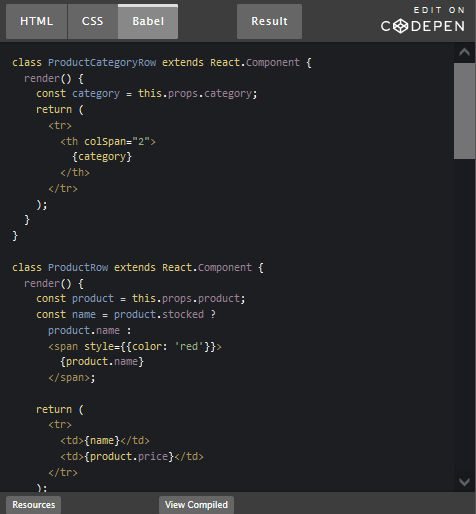 HTML CSS Babel Result EDIT ON
CODEPEN
class ProductCategoryRow extends React.Component {
  render() {
    const category = this.props.category;
    return (
      <tr>
        <th colSpan="2">
          {category}
        </th>
      </tr>
    );
  }
}

class ProductRow extends React.Component {
  render() {
    const product = this.props.product;
    const name = product.stocked ?
      product.name :
      <span style={{color: 'red'}}>
        {product.name}
      </span>;

    return (
      <tr>
        <td>{name}</td>
        <td>{product.price}</td>
      </tr>
    );
Resources View Compiled